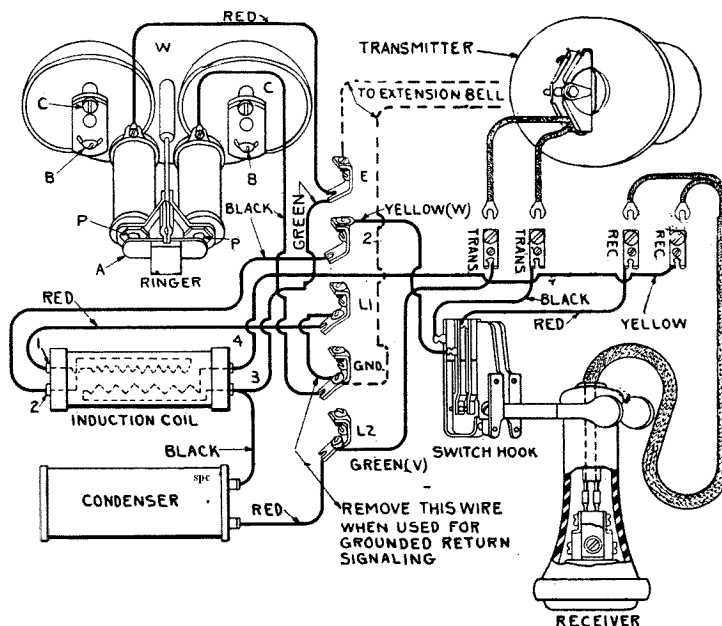 RED
W
TRANSMITTER
C
C
TO EXTENSION BELL
B
B
E
GREEN
BLACK
YELLOW(W)
2
P
P
A
RINGER
TRANS
TRANS
REC
REC
RED
L1
BLACK
RED
YELLOW
1
4
GND.
2
3
INDUCTION COIL
L2
BLACK
SWITCH HOOK
spc
GREEN(V)
CONDENSER
RED
REMOVE THIS WIRE
WHEN USED FOR
GROUNDED RETURN
SIGNALING
RECEIVER